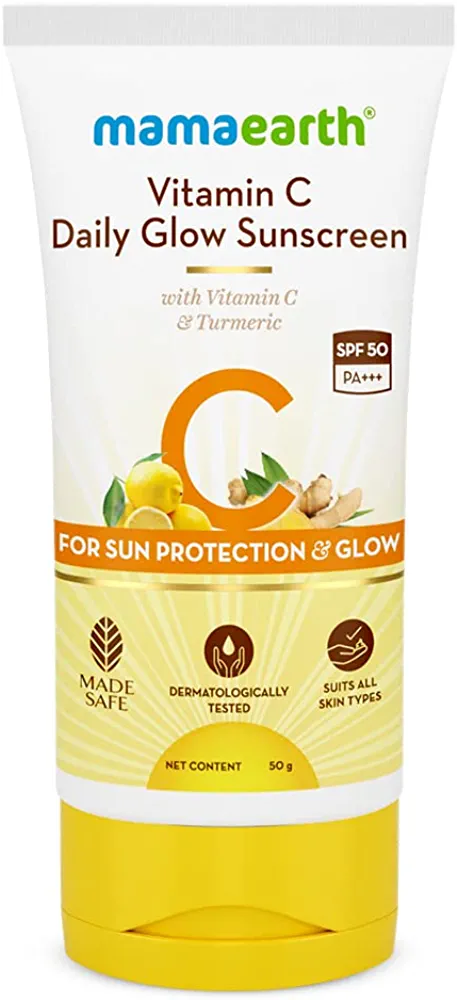 mamaearth®
Vitamin C
Daily Glow Sunscreen
with Vitamin C
& Turmeric
SPF 50
PA+++
C
FOR SUN PROTECTION & GLOW
MADE
SAFE
DERMATOLOGICALLY
TESTED
SUITS ALL
SKIN TYPES
NET CONTENT 50 g